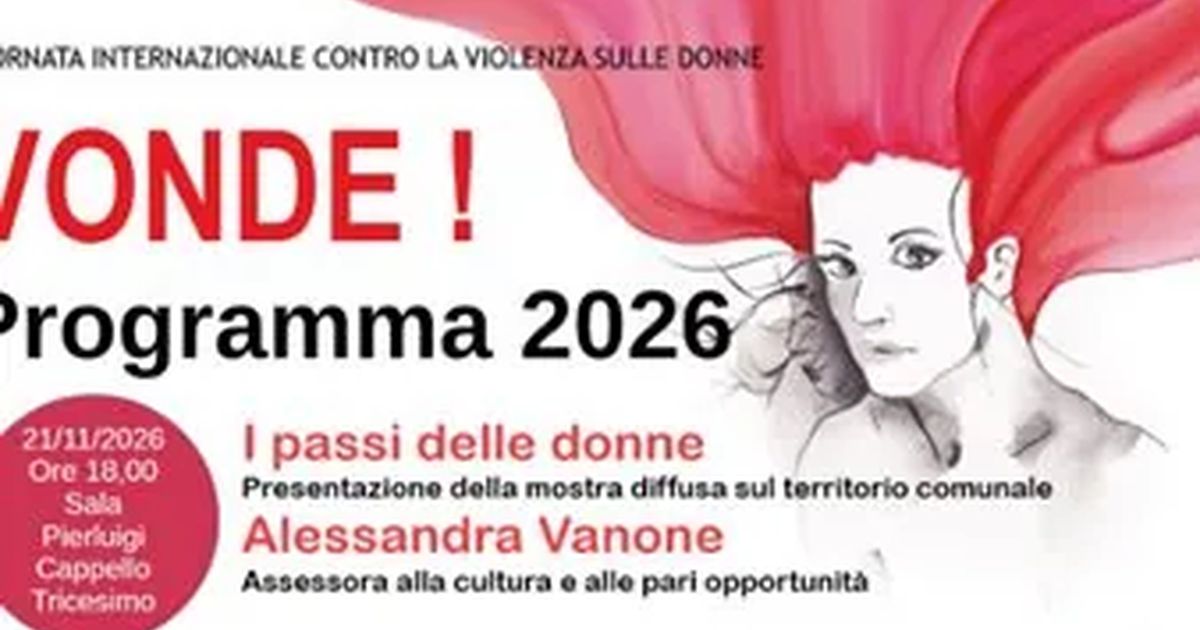 ORNATA INTERNAZIONALE CONTRO LA VIOLENZA SULLE DONNE
VONDE !
Programma 2026
21/11/2026
Ore 18,00
Sala
Pierluigi
Cappello
Tricesimo
I passi delle donne
Presentazione della mostra diffusa sul territorio comunale
Alessandra Vanone
Assessora alla cultura e alle pari opportunità